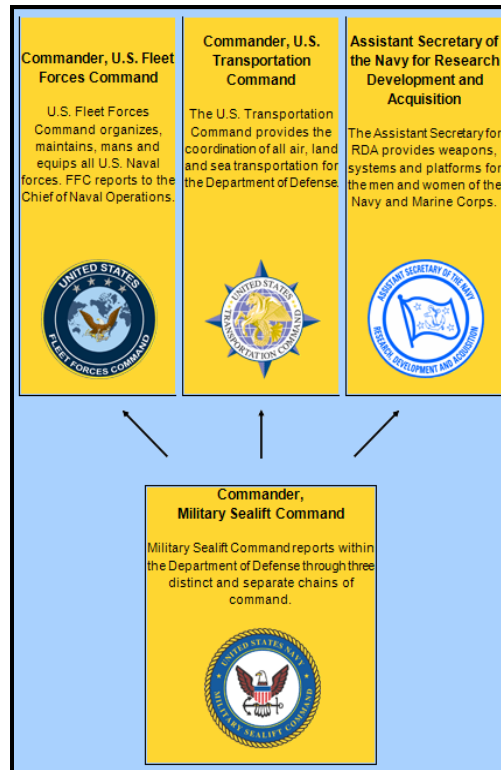 Commander, U.S. Fleet
Forces Command
U.S. Fleet Forces
Command organizes,
maintains, mans and
equips all U.S. Naval
forces. FFC reports to the
Chief of Naval Operations.
UNITED STATES
FLEET FORCES COMMAND
Commander, U.S.
Transportation
Command
The U.S. Transportation
Command provides the
coordination of all air, land
and sea transportation for
the Department of Defense.
UNITED STATES
TRANSPORTATION COMMAND
Assistant Secretary of
the Navy for Research
Development and
Acquisition
The Assistant Secretary for
RDA provides weapons,
systems and platforms for
the men and women of the
Navy and Marine Corps.
ASSISTANT SECRETARY OF THE NAVY
RESEARCH, DEVELOPMENT AND ACQUISITION
Commander,
Military Sealift Command
Military Sealift Command reports within
the Department of Defense through three
distinct and separate chains of
command.
UNITED STATES NAVY
MILITARY SEALIFT COMMAND